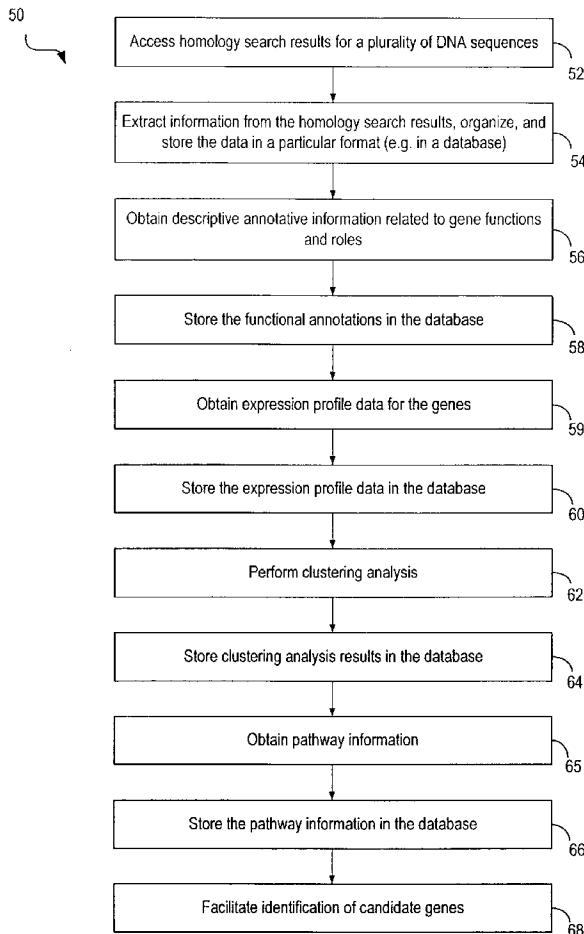 50
Access homology search results for a plurality of DNA sequences
52
Extract information from the homology search results, organize, and
store the data in a particular format (e.g. in a database)
54
Obtain descriptive annotative information related to gene functions
and roles
56
Store the functional annotations in the database
58
Obtain expression profile data for the genes
59
Store the expression profile data in the database
60
Perform clustering analysis
62
Store clustering analysis results in the database
64
Obtain pathway information
65
Store the pathway information in the database
66
Facilitate identification of candidate genes
68